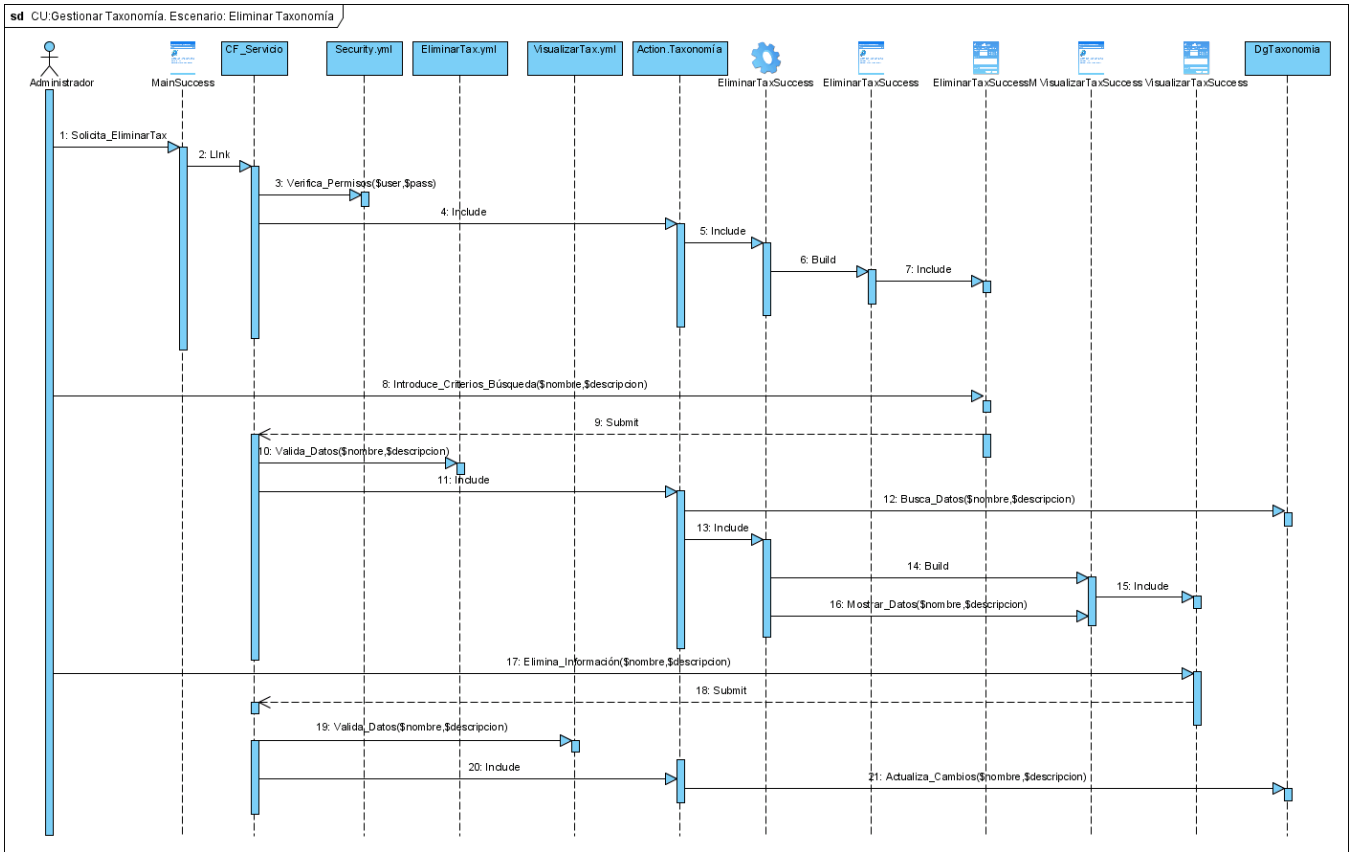 sd CU:Gestionar Taxonomía. Escenario: Eliminar Taxonomía
Administrador
MainSuccess
CF_Servicio
Security.yml
EliminarTax.yml
VisualizarTax.yml
Action.Taxonomía
EliminarTaxSuccess
EliminarTaxSuccess
EliminarTaxSuccessM
VisualizarTaxSuccess
VisualizarTaxSuccess
DgTaxonomia
1: Solicita_EliminarTax
2: LInk
3: Verifica_Permisos($user,$pass)
4: Include
5: Include
6: Build
7: Include
8: Introduce_Criterios_Búsqueda($nombre,$descripcion)
9: Submit
10: Valida_Datos($nombre,$descripcion)
11: Include
12: Busca_Datos($nombre,$descripcion)
13: Include
14: Build
15: Include
16: Mostrar_Datos($nombre,$descripcion)
17: Elimina_Información($nombre,$descripcion)
18: Submit
19: Valida_Datos($nombre,$descripcion)
20: Include
21: Actualiza_Cambios($nombre,$descripcion)